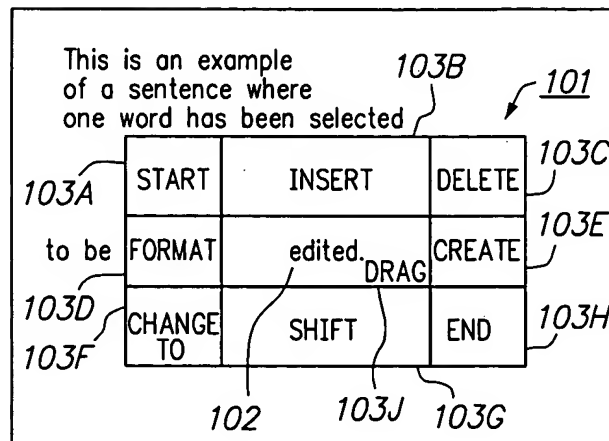 This is an example
of a sentence where
one word has been selected
103B
101
103A
START INSERT DELETE
103C
to be FORMAT edited. DRAG CREATE
103E
103D
CHANGE TO SHIFT END
103H
103F
102
103J
103G